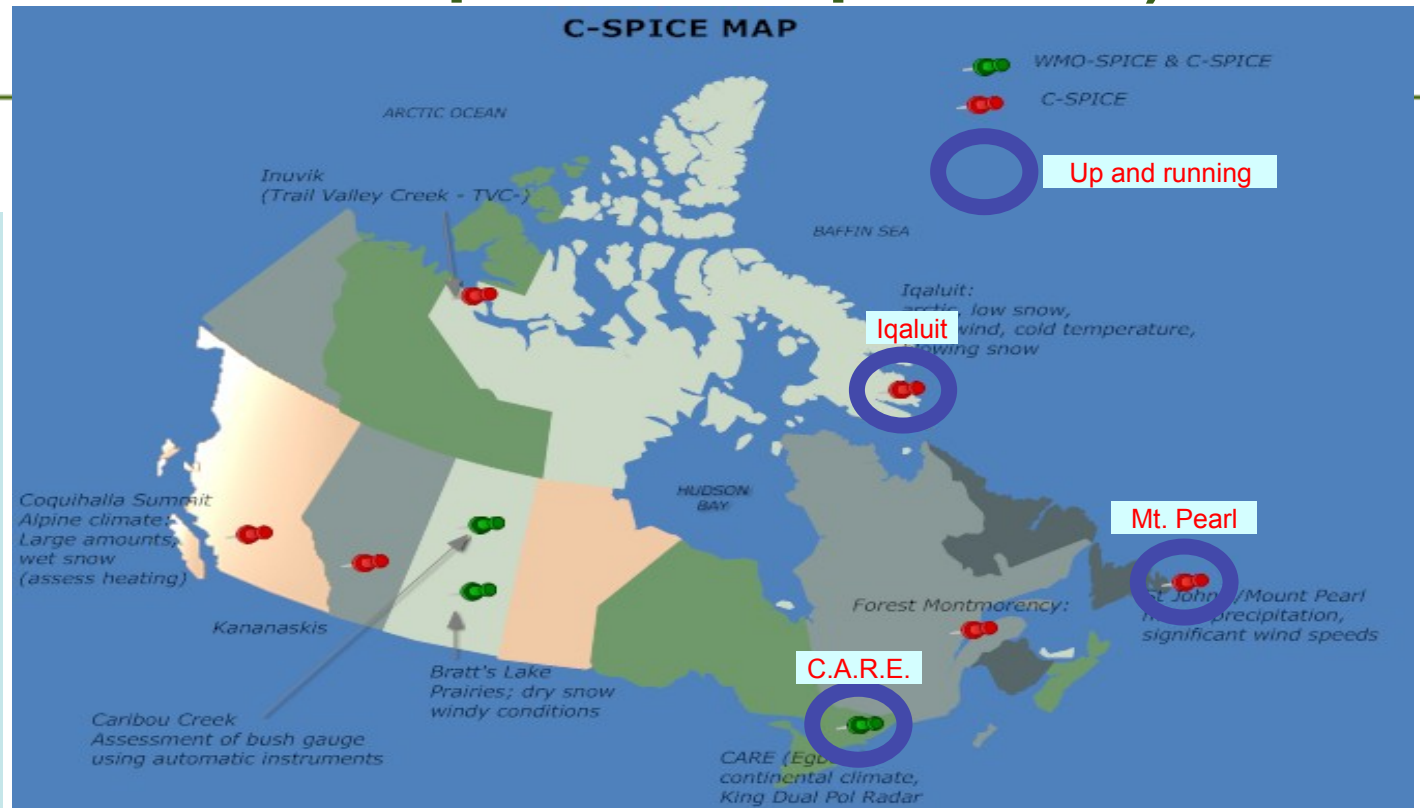 C-SPICE MAP
WMO-SPICE & C-SPICE
C-SPICE
Up and running
ARCTIC OCEAN
Inuvik
(Trail Valley Creek - TVC-)
BAFFIN SEA
Iqaluit:
low snow,
wind, cold temperature,
snow
Iqaluit
HUDSON
BAY
Coquihalla Summit
Alpine climate:
Large amounts,
wet snow
(assess heating)
Mt. Pearl
/Mount Pearl
precipitation,
significant wind speeds
Forest Montmorency:
Kananaskis
Bratt's Lake
Prairies; dry snow
windy conditions
C.A.R.E.
Caribou Creek
Assessment of bush gauge
using automatic instruments
CARE
continental climate,
King Dual Pol Radar